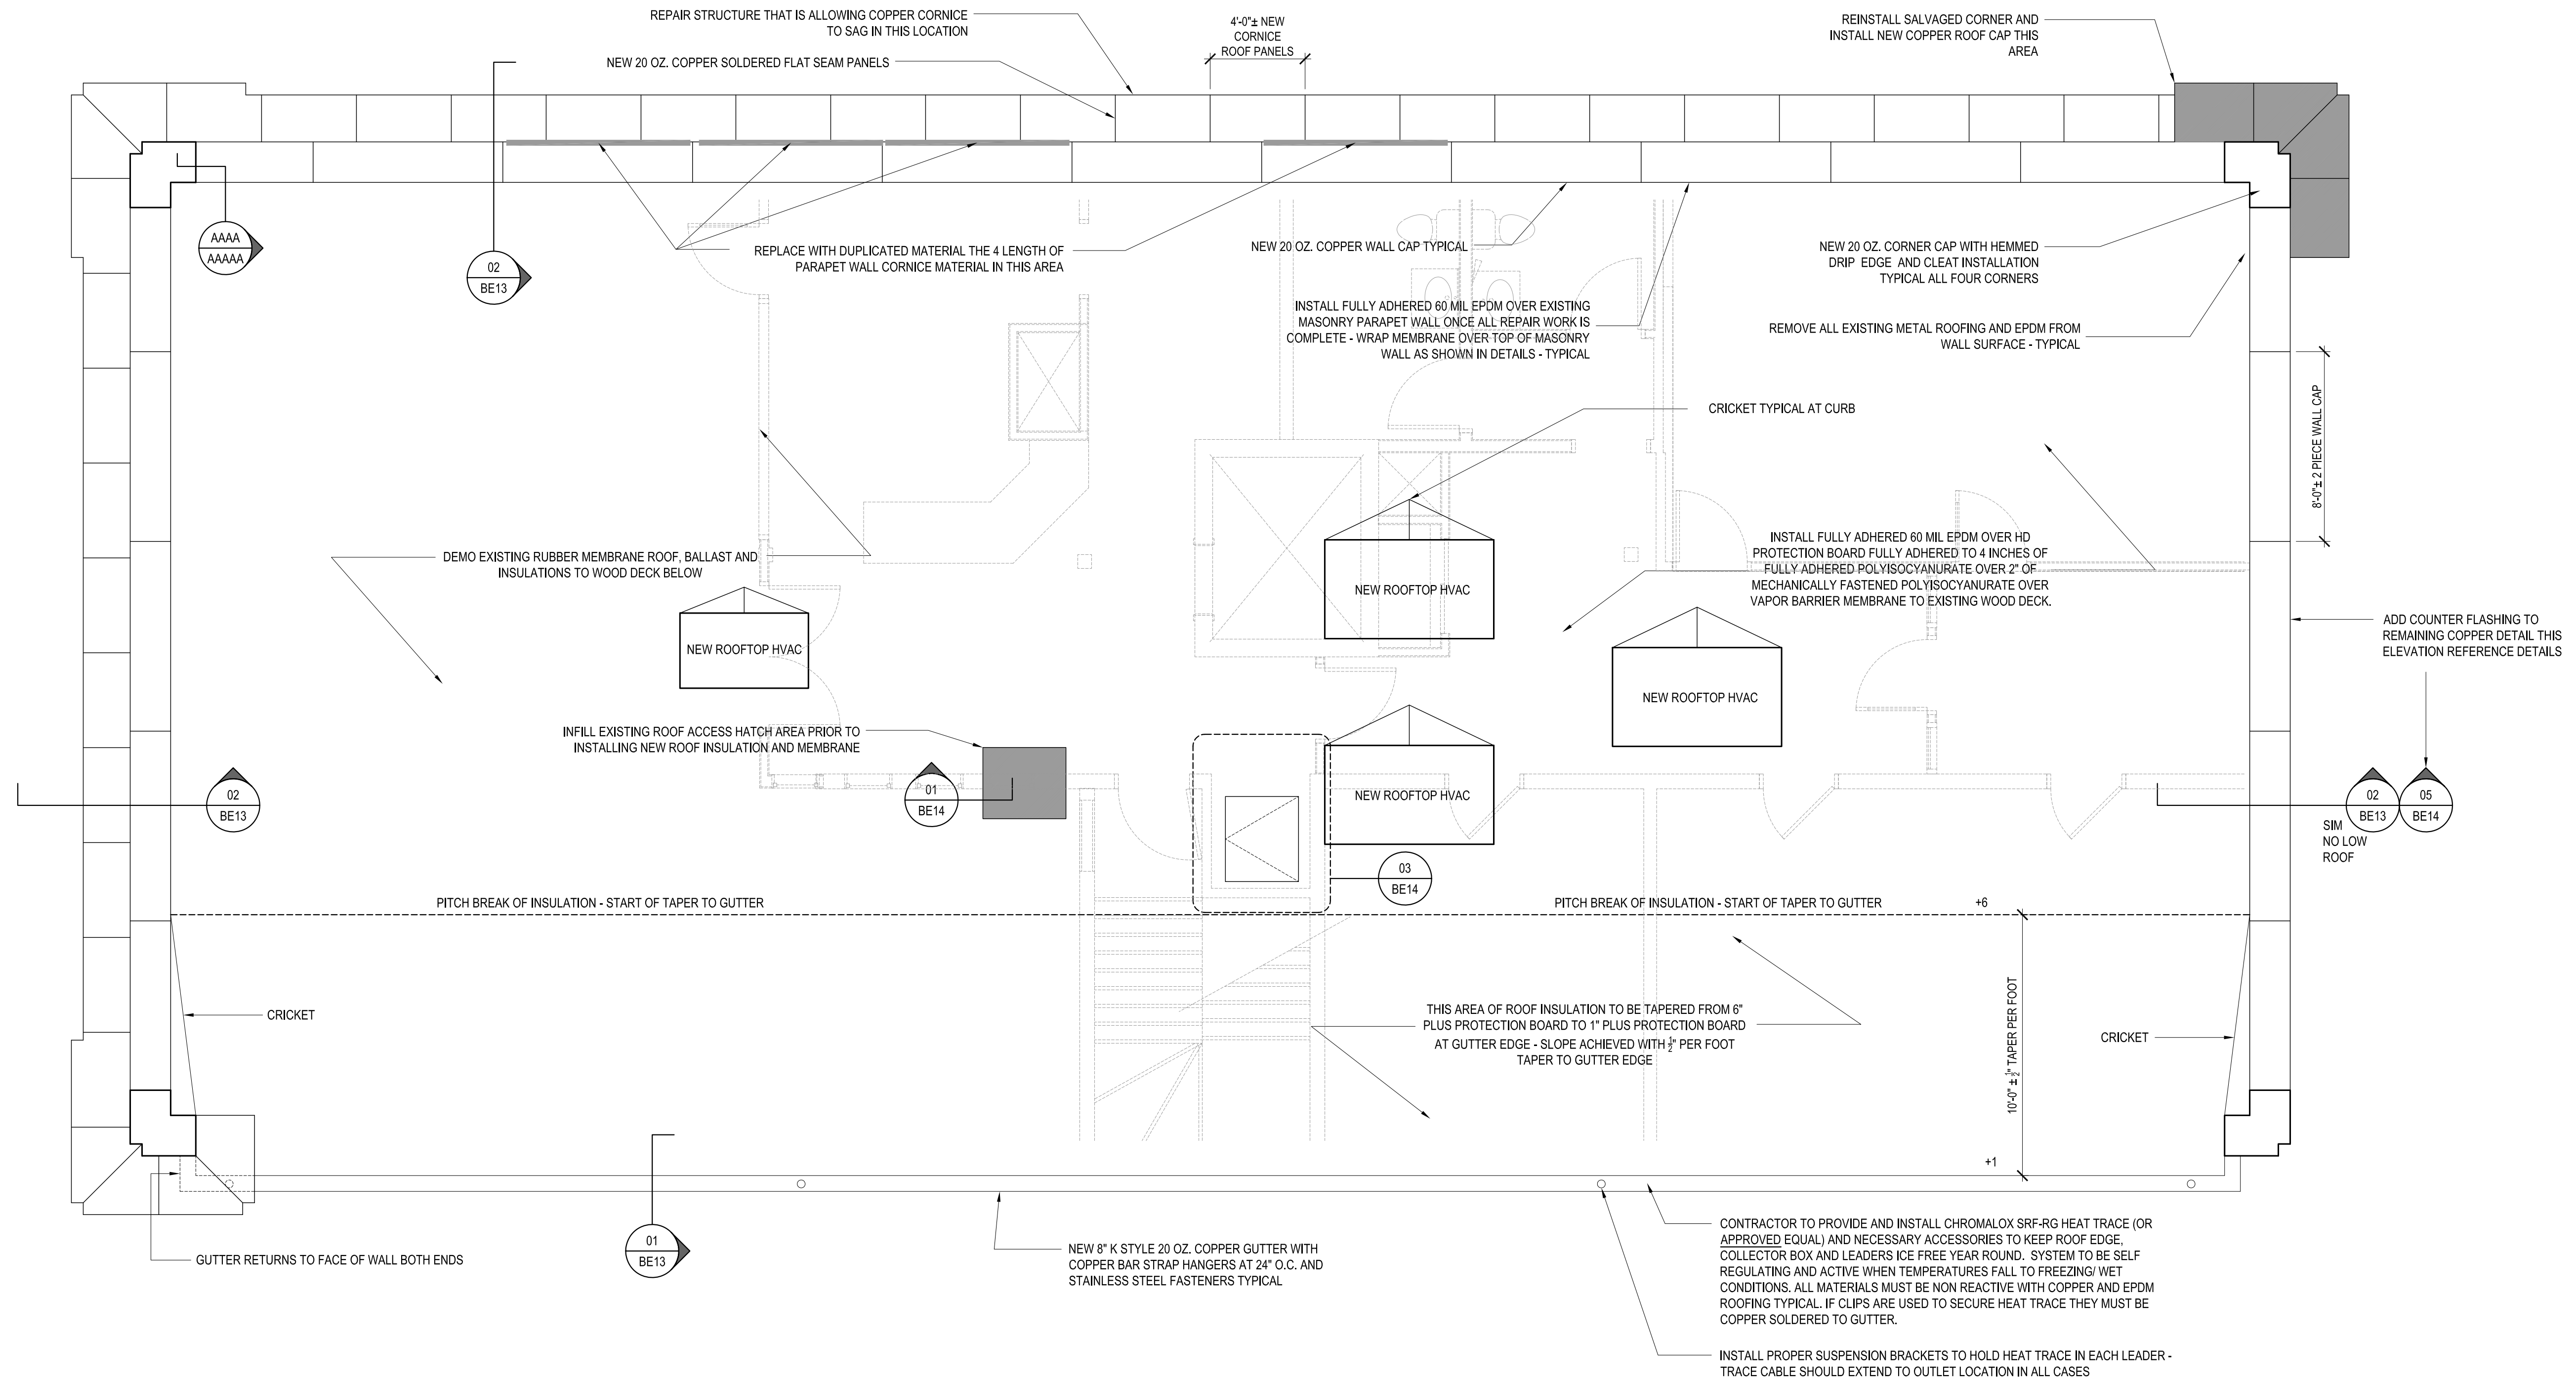 REPAIR STRUCTURE THAT IS ALLOWING COPPER CORNICE
TO SAG IN THIS LOCATION
NEW 20 OZ. COPPER SOLDERED FLAT SEAM PANELS
4'-0"± NEW
CORNICE
ROOF PANELS
REINSTALL SALVAGED CORNER AND
INSTALL NEW COPPER ROOF CAP THIS
AREA
AAAA
AAAAA
02
BE13
REPLACE WITH DUPLICATED MATERIAL THE 4 LENGTH OF
PARAPET WALL CORNICE MATERIAL IN THIS AREA
NEW 20 OZ. COPPER WALL CAP TYPICAL
NEW 20 OZ. CORNER CAP WITH HEMMED
DRIP EDGE AND CLEAT INSTALLATION
TYPICAL ALL FOUR CORNERS
INSTALL FULLY ADHERED 60 MIL EPDM OVER EXISTING
MASONRY PARAPET WALL ONCE ALL REPAIR WORK IS
COMPLETE - WRAP MEMBRANE OVER TOP OF MASONRY
WALL AS SHOWN IN DETAILS - TYPICAL
REMOVE ALL EXISTING METAL ROOFING AND EPDM FROM
WALL SURFACE - TYPICAL
CRICKET TYPICAL AT CURB
8'-0"± 2 PIECE WALL CAP
DEMO EXISTING RUBBER MEMBRANE ROOF, BALLAST AND
INSULATIONS TO WOOD DECK BELOW
INSTALL FULLY ADHERED 60 MIL EPDM OVER HD
PROTECTION BOARD FULLY ADHERED TO 4 INCHES OF
FULLY ADHERED POLYISOCYANURATE OVER 2" OF
MECHANICALLY FASTENED POLYISOCYANURATE OVER
VAPOR BARRIER MEMBRANE TO EXISTING WOOD DECK.
NEW ROOFTOP HVAC
NEW ROOFTOP HVAC
NEW ROOFTOP HVAC
NEW ROOFTOP HVAC
ADD COUNTER FLASHING TO
REMAINING COPPER DETAIL THIS
ELEVATION REFERENCE DETAILS
INFILL EXISTING ROOF ACCESS HATCH AREA PRIOR TO
INSTALLING NEW ROOF INSULATION AND MEMBRANE
02
BE13
01
BE14
02
BE13
05
BE14
SIM
NO LOW
ROOF
03
BE14
PITCH BREAK OF INSULATION - START OF TAPER TO GUTTER
PITCH BREAK OF INSULATION - START OF TAPER TO GUTTER
+6
CRICKET
THIS AREA OF ROOF INSULATION TO BE TAPERED FROM 6"
PLUS PROTECTION BOARD TO 1" PLUS PROTECTION BOARD
AT GUTTER EDGE - SLOPE ACHIEVED WITH ½" PER FOOT
TAPER TO GUTTER EDGE
10'-0" ± ½" TAPER PER FOOT
CRICKET
+1
01
BE13
GUTTER RETURNS TO FACE OF WALL BOTH ENDS
NEW 8" K STYLE 20 OZ. COPPER GUTTER WITH
COPPER BAR STRAP HANGERS AT 24" O.C. AND
STAINLESS STEEL FASTENERS TYPICAL
CONTRACTOR TO PROVIDE AND INSTALL CHROMALOX SRF-RG HEAT TRACE (OR
APPROVED EQUAL) AND NECESSARY ACCESSORIES TO KEEP ROOF EDGE,
COLLECTOR BOX AND LEADERS ICE FREE YEAR ROUND. SYSTEM TO BE SELF
REGULATING AND ACTIVE WHEN TEMPERATURES FALL TO FREEZING/ WET
CONDITIONS. ALL MATERIALS MUST BE NON REACTIVE WITH COPPER AND EPDM
ROOFING TYPICAL. IF CLIPS ARE USED TO SECURE HEAT TRACE THEY MUST BE
COPPER SOLDERED TO GUTTER.
INSTALL PROPER SUSPENSION BRACKETS TO HOLD HEAT TRACE IN EACH LEADER -
TRACE CABLE SHOULD EXTEND TO OUTLET LOCATION IN ALL CASES